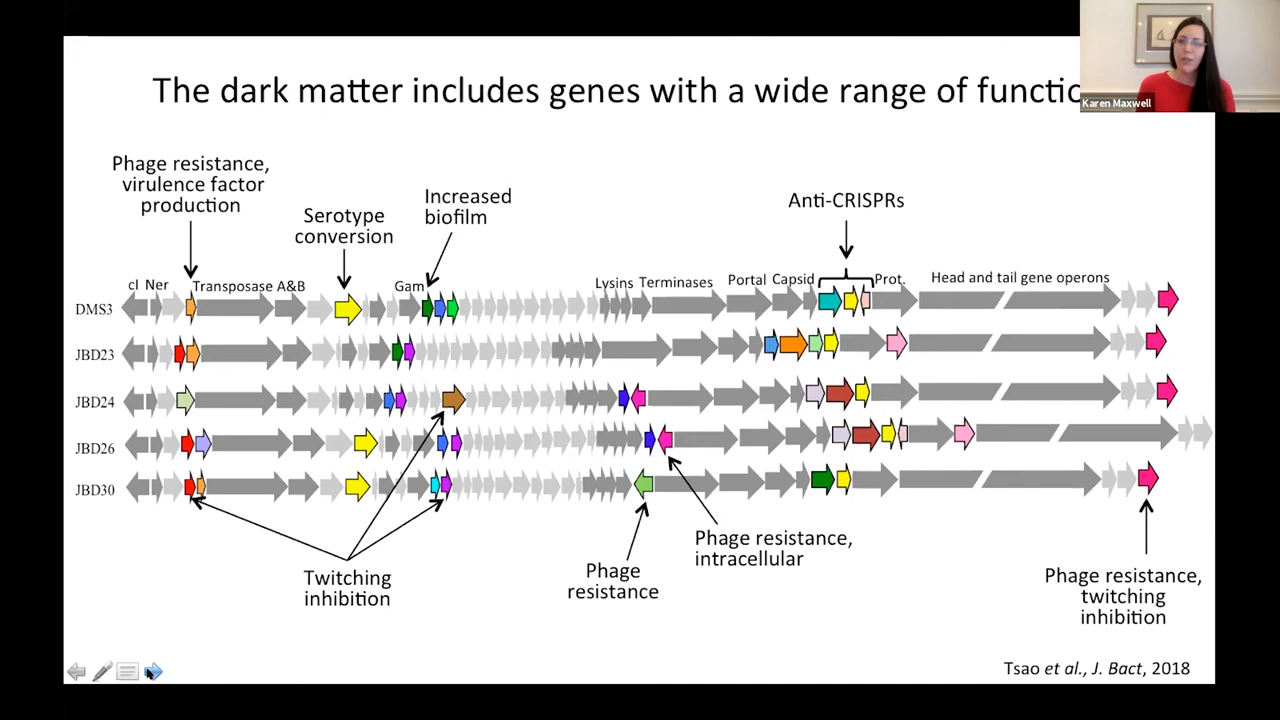 The dark matter includes genes with a wide range of functio
Karen Maxwell
Phage resistance,
virulence factor
production
Serotype
conversion
Increased
biofilm
Anti-CRISPRs
cI Ner Transposase A&B Gam Lysins Terminases Portal Capsid Prot. Head and tail gene operons
DMS3
JBD23
JBD24
JBD26
JBD30
Twitching
inhibition
Phage
resistance
Phage resistance,
intracellular
Phage resistance,
twitching
inhibition
Tsao et al., J. Bact, 2018